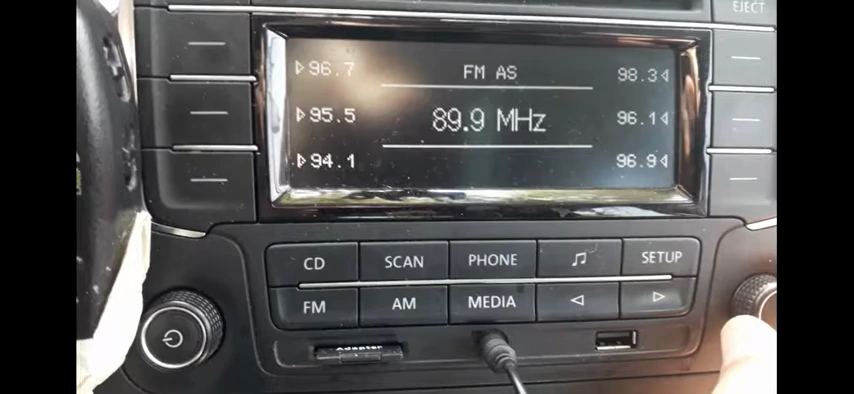 EJECT
96.7 FM AS 98.3
95.5 89.9 MHz 96.1
94.1 96.9
CD SCAN PHONE SETUP
FM AM MEDIA
Adapter